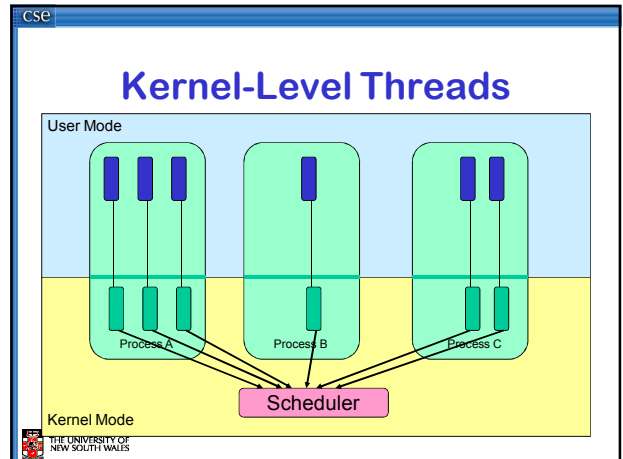 cse
Kernel-Level Threads
User Mode
Process A
Process B
Process C
Scheduler
Kernel Mode
THE UNIVERSITY OF
NEW SOUTH WALES